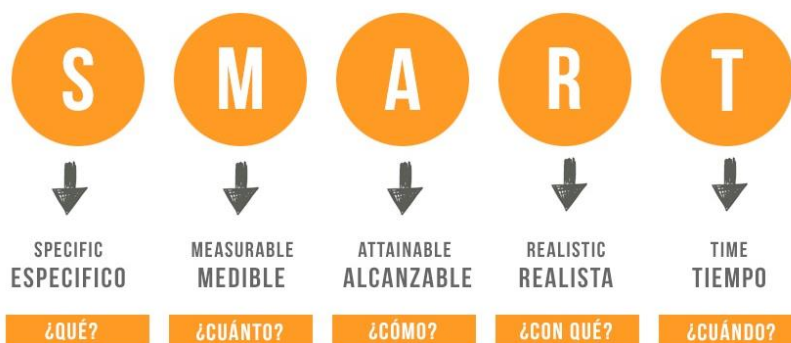 S M A R T
SPECIFIC MEASURABLE ATTAINABLE REALISTIC TIME
ESPECIFICO MEDIBLE ALCANZABLE REALISTA TIEMPO
¿QUÉ? ¿CUÁNTO? ¿CÓMO? ¿CON QUÉ? ¿CUÁNDO?